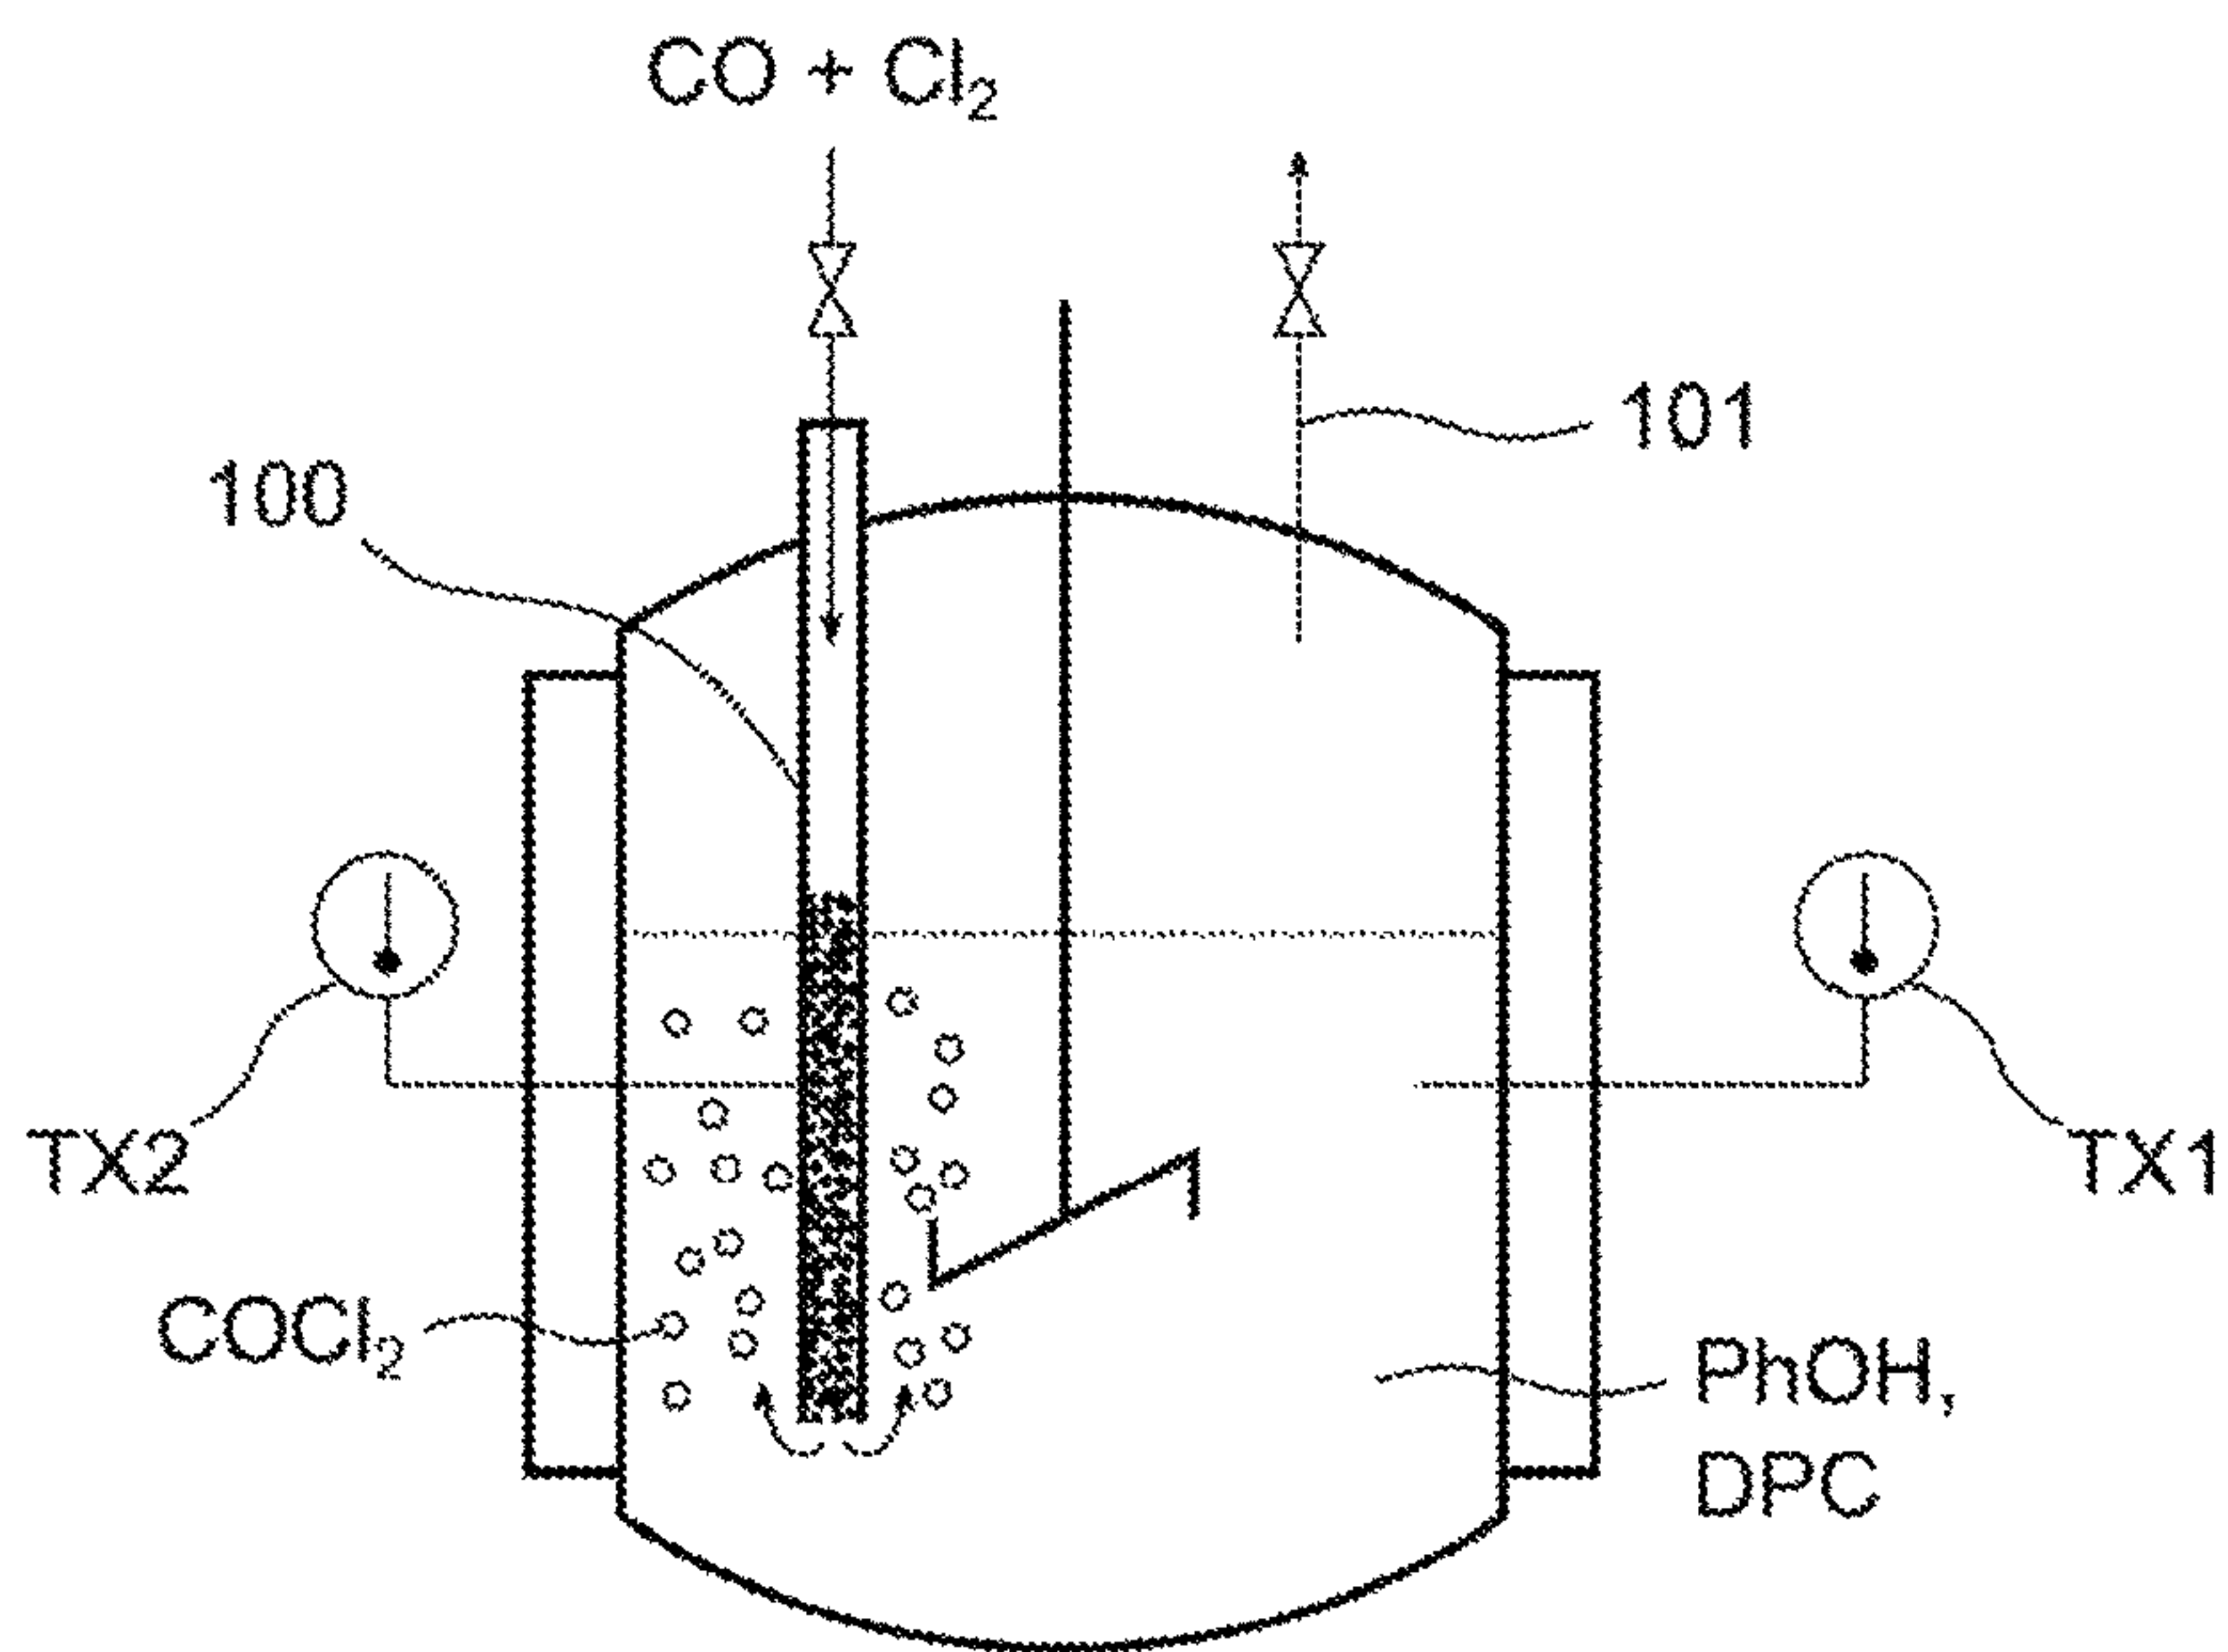 CO + Cl₂
101
100
TX2
TX1
COCl₂
PhOH,
DPC